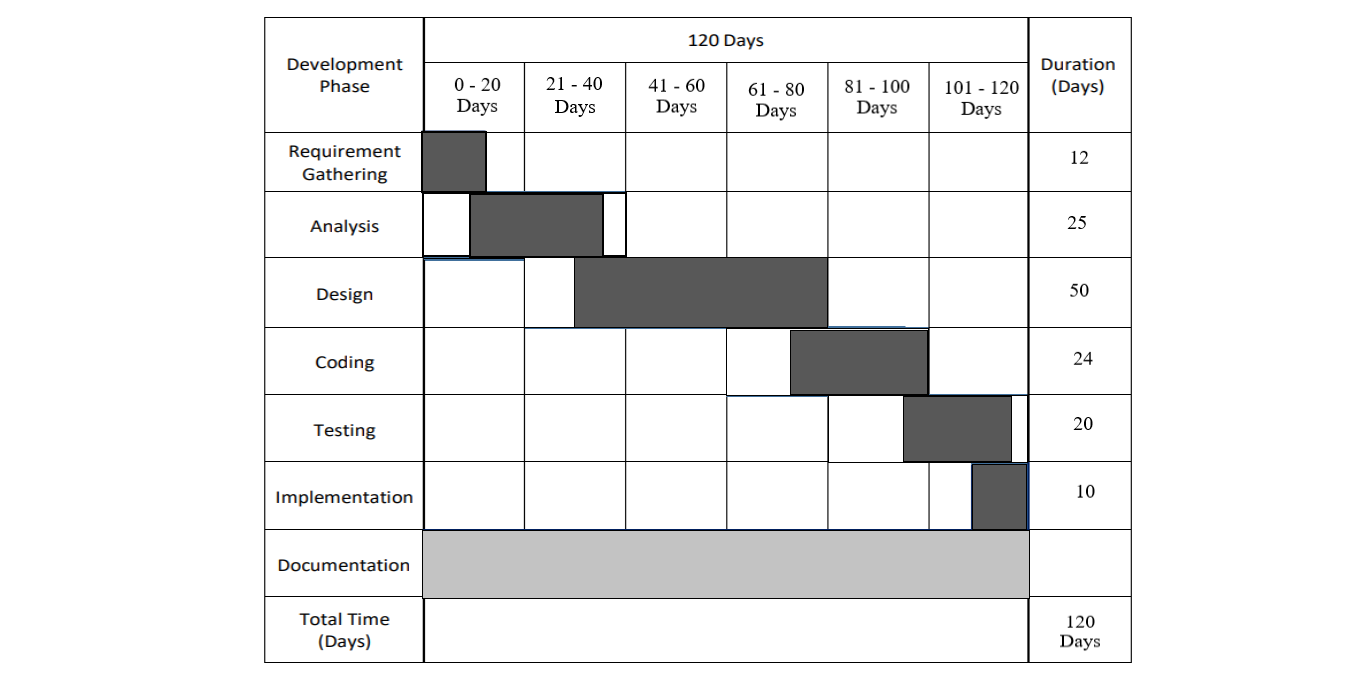 120 Days
Development
Phase
Duration
(Days)
0 - 20
Days
21 - 40
Days
41 - 60
Days
61 - 80
Days
81 - 100
Days
101 - 120
Days
Requirement
Gathering
12
Analysis
25
Design
50
Coding
24
Testing
20
Implementation
10
Documentation
Total Time
(Days)
120
Days